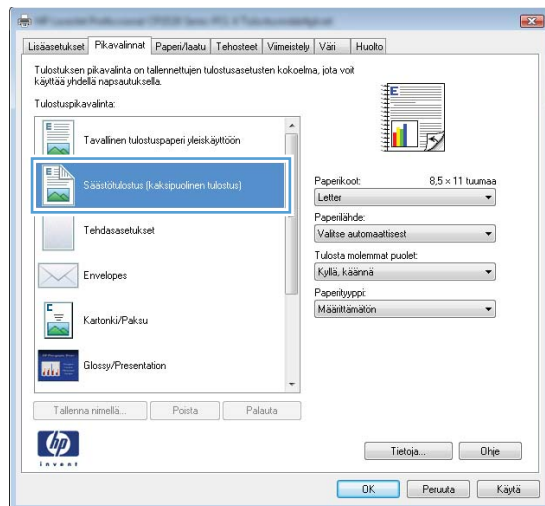 Lisäasetukset Pikavalinnat Paperi/laatu Tehosteet Viimeistely Väri Huolto
Tulostuksen pikavalinta on tallennettujen tulostusasetusten kokoelma, jota voit
käyttää yhdellä napsautuksella.
Tulostuspikavalinta:
Tavallinen tulostuspaperi yleiskäyttöön
Säästötulostus (kaksipuolinen tulostus)
Tehdasasetukset
Envelopes
Kartonki/Paksu
Glossy/Presentation
Paperikoot: 8,5 × 11 tuumaa
Letter
Paperilähde:
Valitse automaattisest
Tulosta molemmat puolet:
Kyllä, käännä
Paperityyppi:
Määrittämätön
Tallenna nimellä... Poista Palauta
hp
invent
Tietoja... Ohje
OK Peruuta Käytä